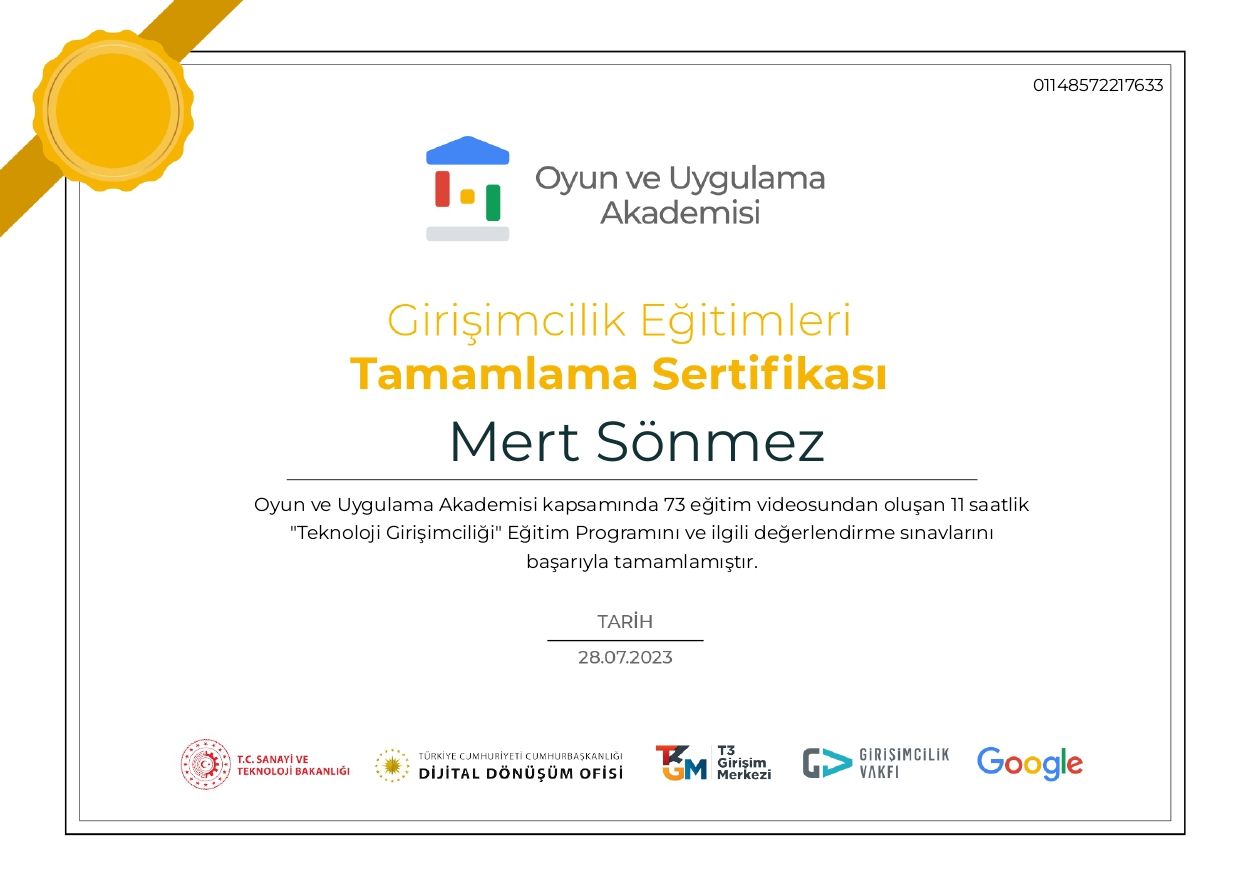 01148572217633
Oyun ve Uygulama
Akademisi
Girişimcilik Eğitimleri
Tamamlama Sertifikası
Mert Sönmez
Oyun ve Uygulama Akademisi kapsamında 73 eğitim videosundan oluşan 11 saatlik
"Teknoloji Girişimciliği" Eğitim Programını ve ilgili değerlendirme sınavlarını
başarıyla tamamlamıştır.
TARİH
28.07.2023
T.C. SANAYİ VE
TEKNOLOJİ BAKANLIĞI
TÜRKİYE CUMHURİYETİ CUMHURBAŞKANLIĞI
DİJİTAL DÖNÜŞÜM OFİSİ
T3GM
T3
Girişim
Merkezi
GİRİŞİMCİLİK
VAKFI
Google